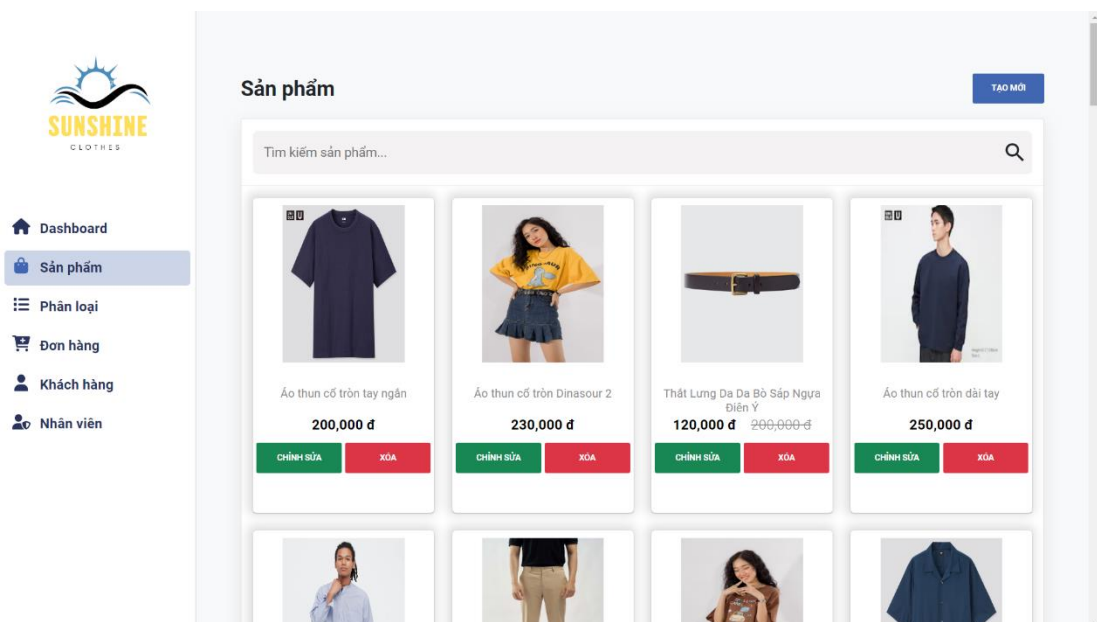 SUNSHINE
CLOTHES
Dashboard
Sản phẩm
Phân loại
Đơn hàng
Khách hàng
Nhân viên
Sản phẩm
TẠO MỚI
Tìm kiếm sản phẩm...
Áo thun cổ tròn tay ngắn
200,000 đ
CHỈNH SỬA XÓA
Áo thun cổ tròn Dinasour 2
230,000 đ
CHỈNH SỬA XÓA
Thắt Lưng Da Da Bò Sáp Ngựa
Điên Ý
120,000 đ 200,000 đ
CHỈNH SỬA XÓA
Áo thun cổ tròn dài tay
250,000 đ
CHỈNH SỬA XÓA